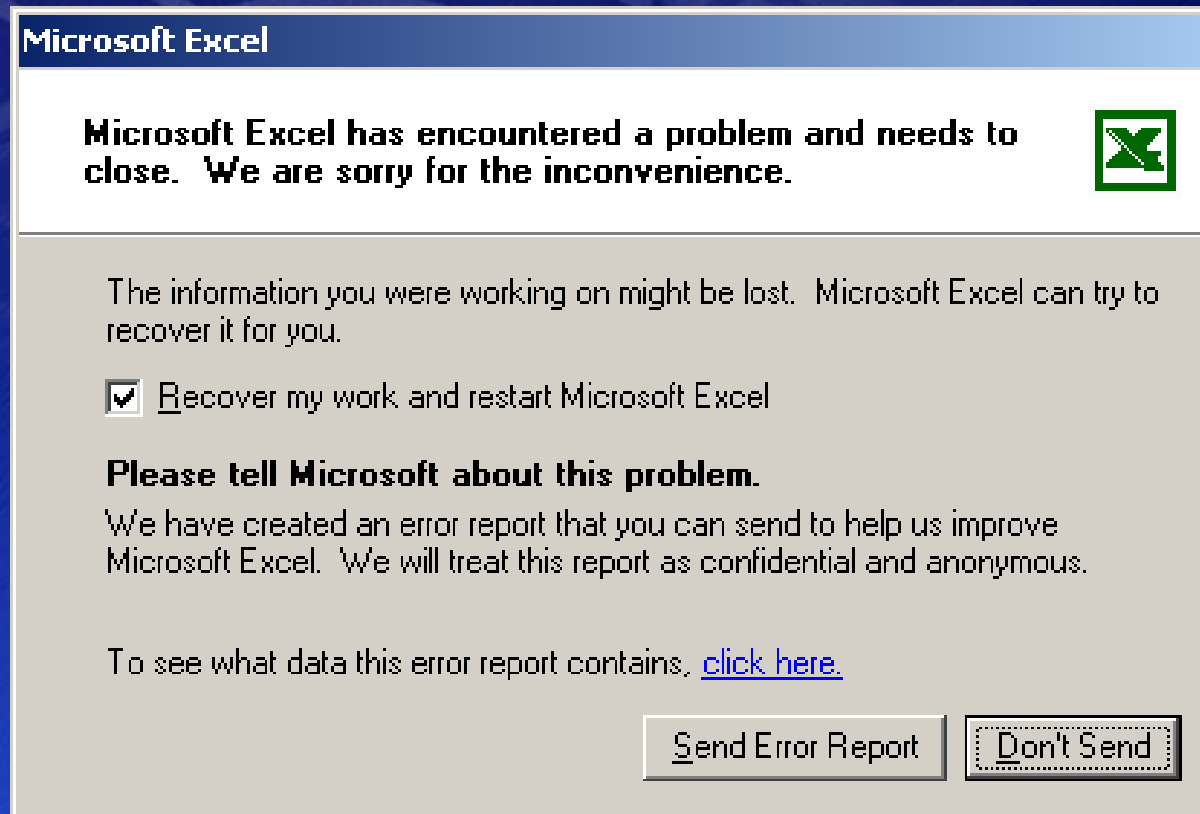 Microsoft Excel
Microsoft Excel has encountered a problem and needs to
close.  We are sorry for the inconvenience.
The information you were working on might be lost.  Microsoft Excel can try to
recover it for you.
Recover my work and restart Microsoft Excel
Please tell Microsoft about this problem.
We have created an error report that you can send to help us improve
Microsoft Excel.  We will treat this report as confidential and anonymous.
To see what data this error report contains, click here.
Send Error Report
Don't Send